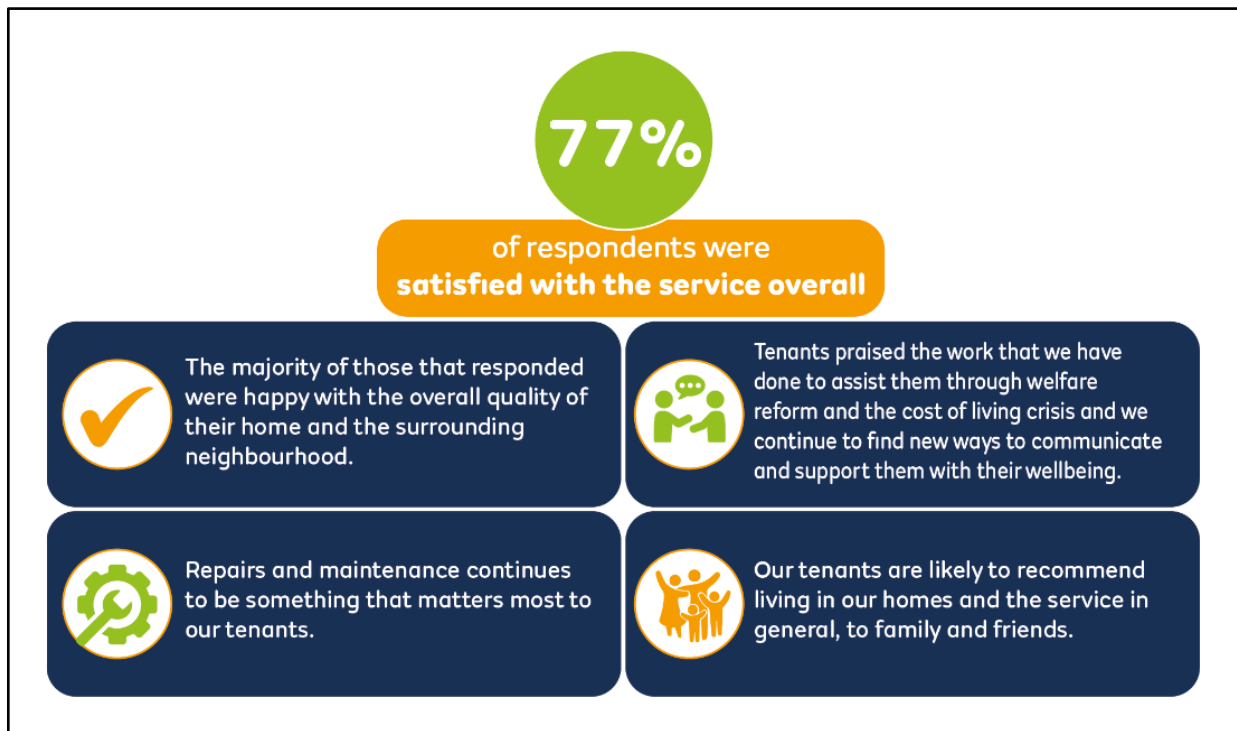 77%
of respondents were
satisfied with the service overall
The majority of those that responded
were happy with the overall quality of
their home and the surrounding
neighbourhood.
Tenants praised the work that we have
done to assist them through welfare
reform and the cost of living crisis and we
continue to find new ways to communicate
and support them with their wellbeing.
Repairs and maintenance continues
to be something that matters most to
our tenants.
Our tenants are likely to recommend
living in our homes and the service in
general, to family and friends.